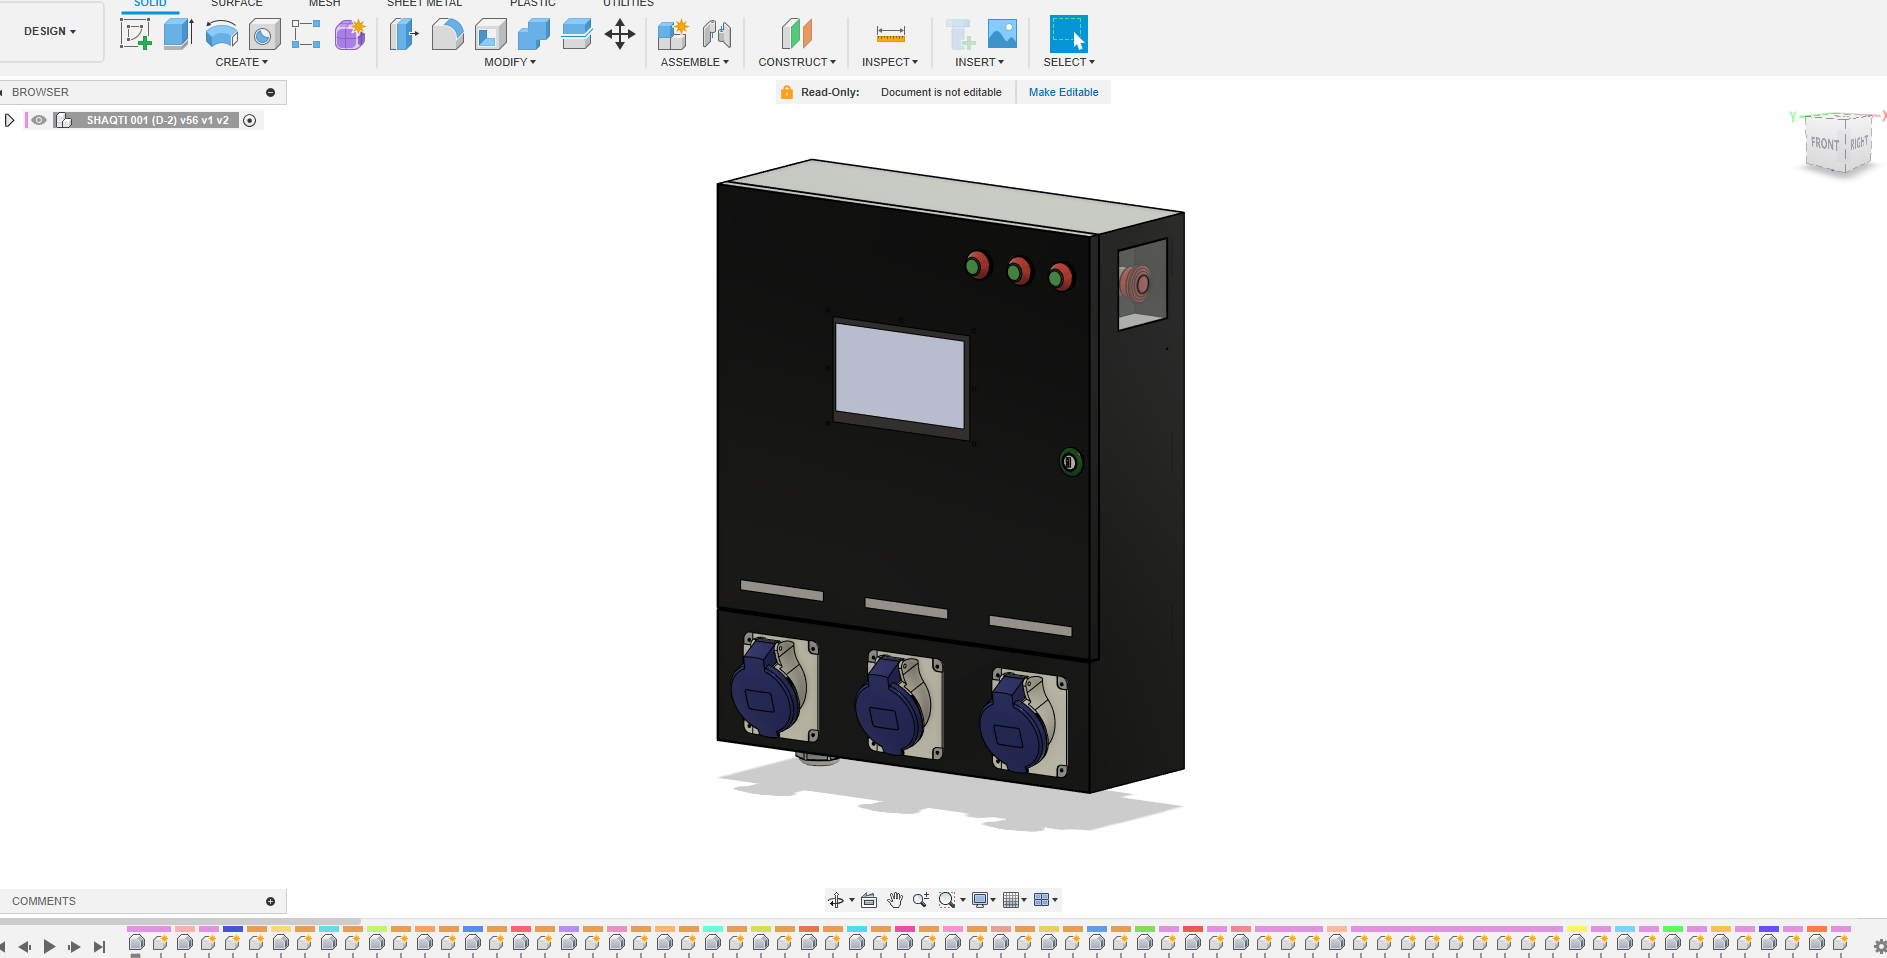 SOLID SURFACE MESH SHEET METAL PLASTIC UTILITIES
DESIGN
CREATE MODIFY ASSEMBLE CONSTRUCT INSPECT INSERT SELECT
BROWSER
Read-Only: Document is not editable Make Editable
SHAQTI 001 (D-2) v56 v1 v2
Y X
FRONT RIGHT
COMMENTS